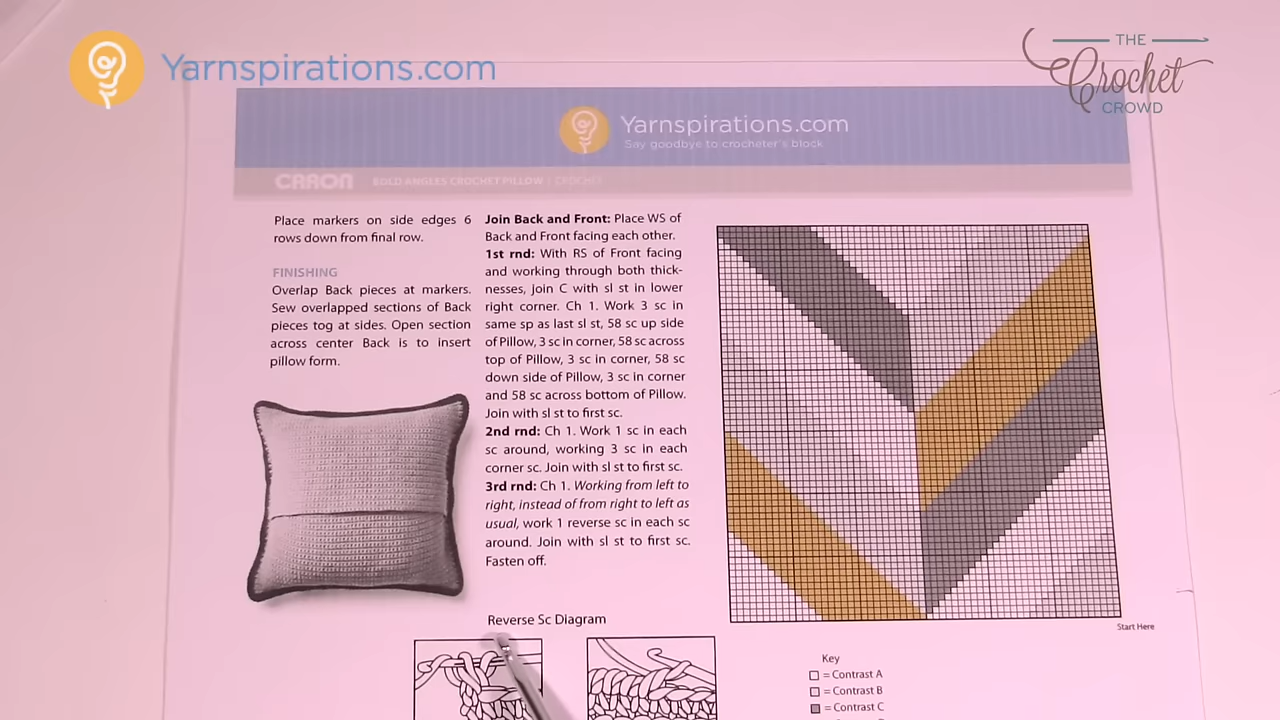 Yarnspirations.com
THE
Crochet
CROWD
Yarnspirations.com
Say goodbye to crocheter's block
CARON
BOLD ANGLES CROCHET PILLOW | CROCHET
Place markers on side edges 6
rows down from final row.
FINISHING
Overlap Back pieces at markers.
Sew overlapped sections of Back
pieces tog at sides. Open section
across center Back is to insert
pillow form.
Join Back and Front: Place WS of
Back and Front facing each other.
1st rnd: With RS of Front facing
and working through both thick-
nesses, join C with sl st in lower
right corner. Ch 1. Work 3 sc in
same sp as last sl st, 58 sc up side
of Pillow, 3 sc in corner, 58 sc across
top of Pillow, 3 sc in corner, 58 sc
down side of Pillow, 3 sc in corner
and 58 sc across bottom of Pillow.
Join with sl st to first sc.
2nd rnd: Ch 1. Work 1 sc in each
sc around, working 3 sc in each
corner sc. Join with sl st to first sc.
3rd rnd: Ch 1. Working from left to
right, instead of from right to left as
usual, work 1 reverse sc in each sc
around. Join with sl st to first sc.
Fasten off.
Reverse Sc Diagram
Start Here
Key
= Contrast A
= Contrast B
= Contrast C